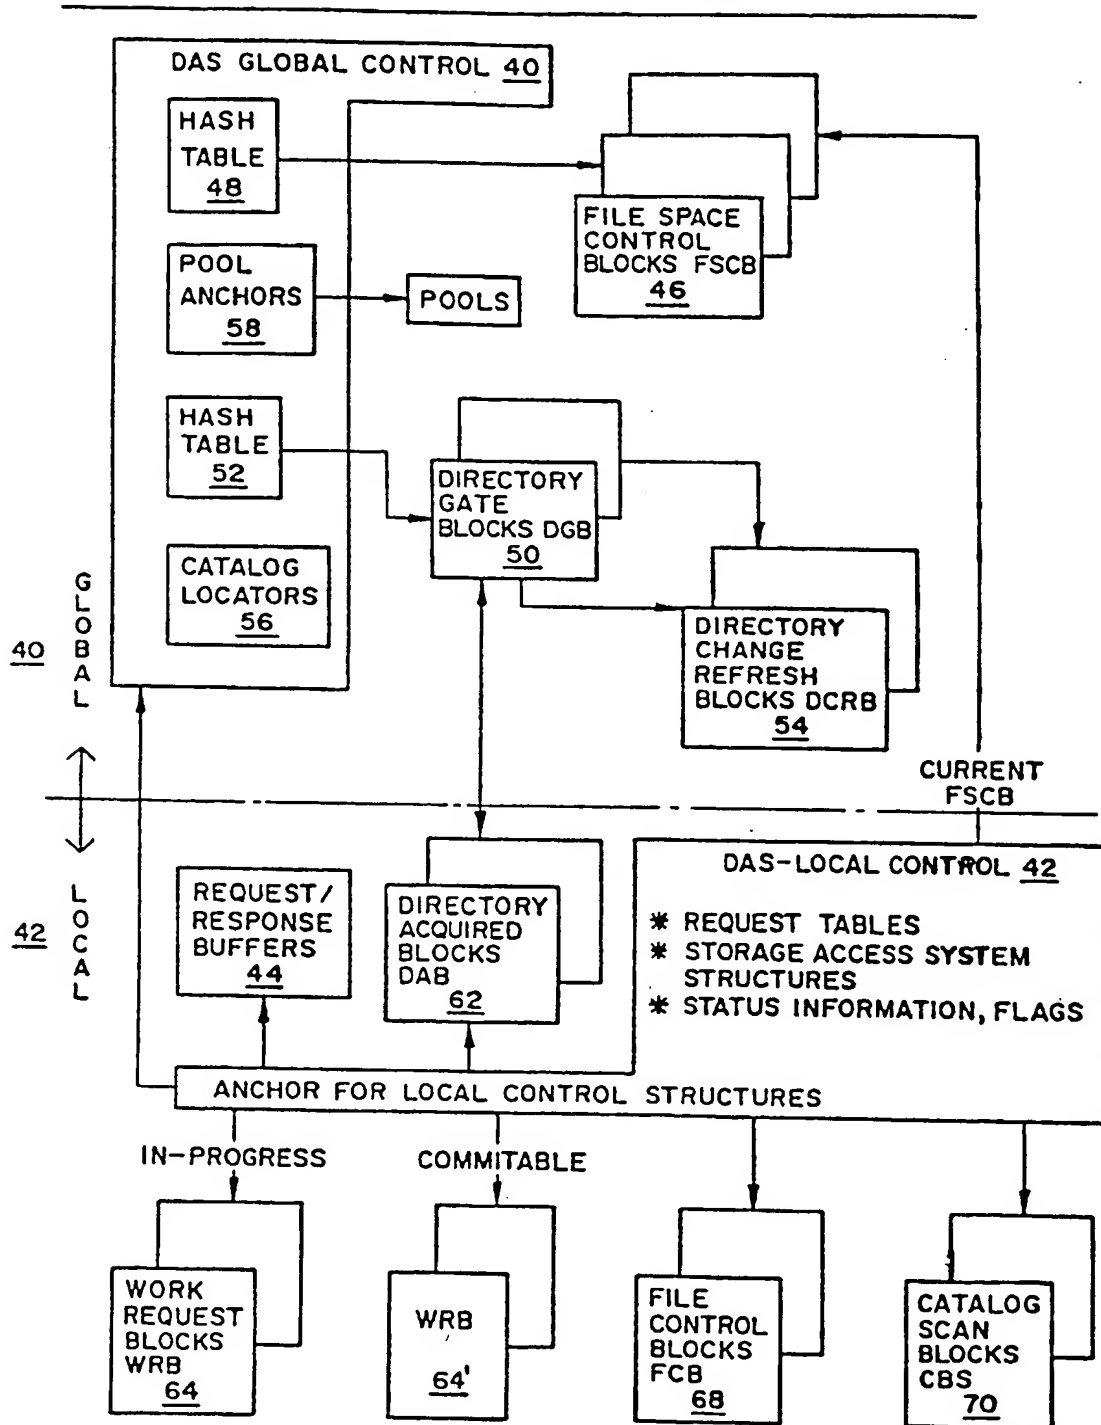 DAS GLOBAL CONTROL 40
HASH
TABLE
48
FILE SPACE
CONTROL
BLOCKS FSCB
46
POOL
ANCHORS
58
POOLS
HASH
TABLE
52
DIRECTORY
GATE
BLOCKS DGB
50
CATALOG
LOCATORS
56
DIRECTORY
CHANGE
REFRESH
BLOCKS DCRB
54
40
GLOBAL
CURRENT
FSCB
42
LOCAL
REQUEST/
RESPONSE
BUFFERS
44
DIRECTORY
ACQUIRED
BLOCKS
DAB
62
DAS-LOCAL CONTROL 42
* REQUEST TABLES
* STORAGE ACCESS SYSTEM
STRUCTURES
* STATUS INFORMATION, FLAGS
ANCHOR FOR LOCAL CONTROL STRUCTURES
IN-PROGRESS
COMMITABLE
WORK
REQUEST
BLOCKS
WRB
64
WRB
64'
FILE
CONTROL
BLOCKS
FCB
68
CATALOG
SCAN
BLOCKS
CBS
70